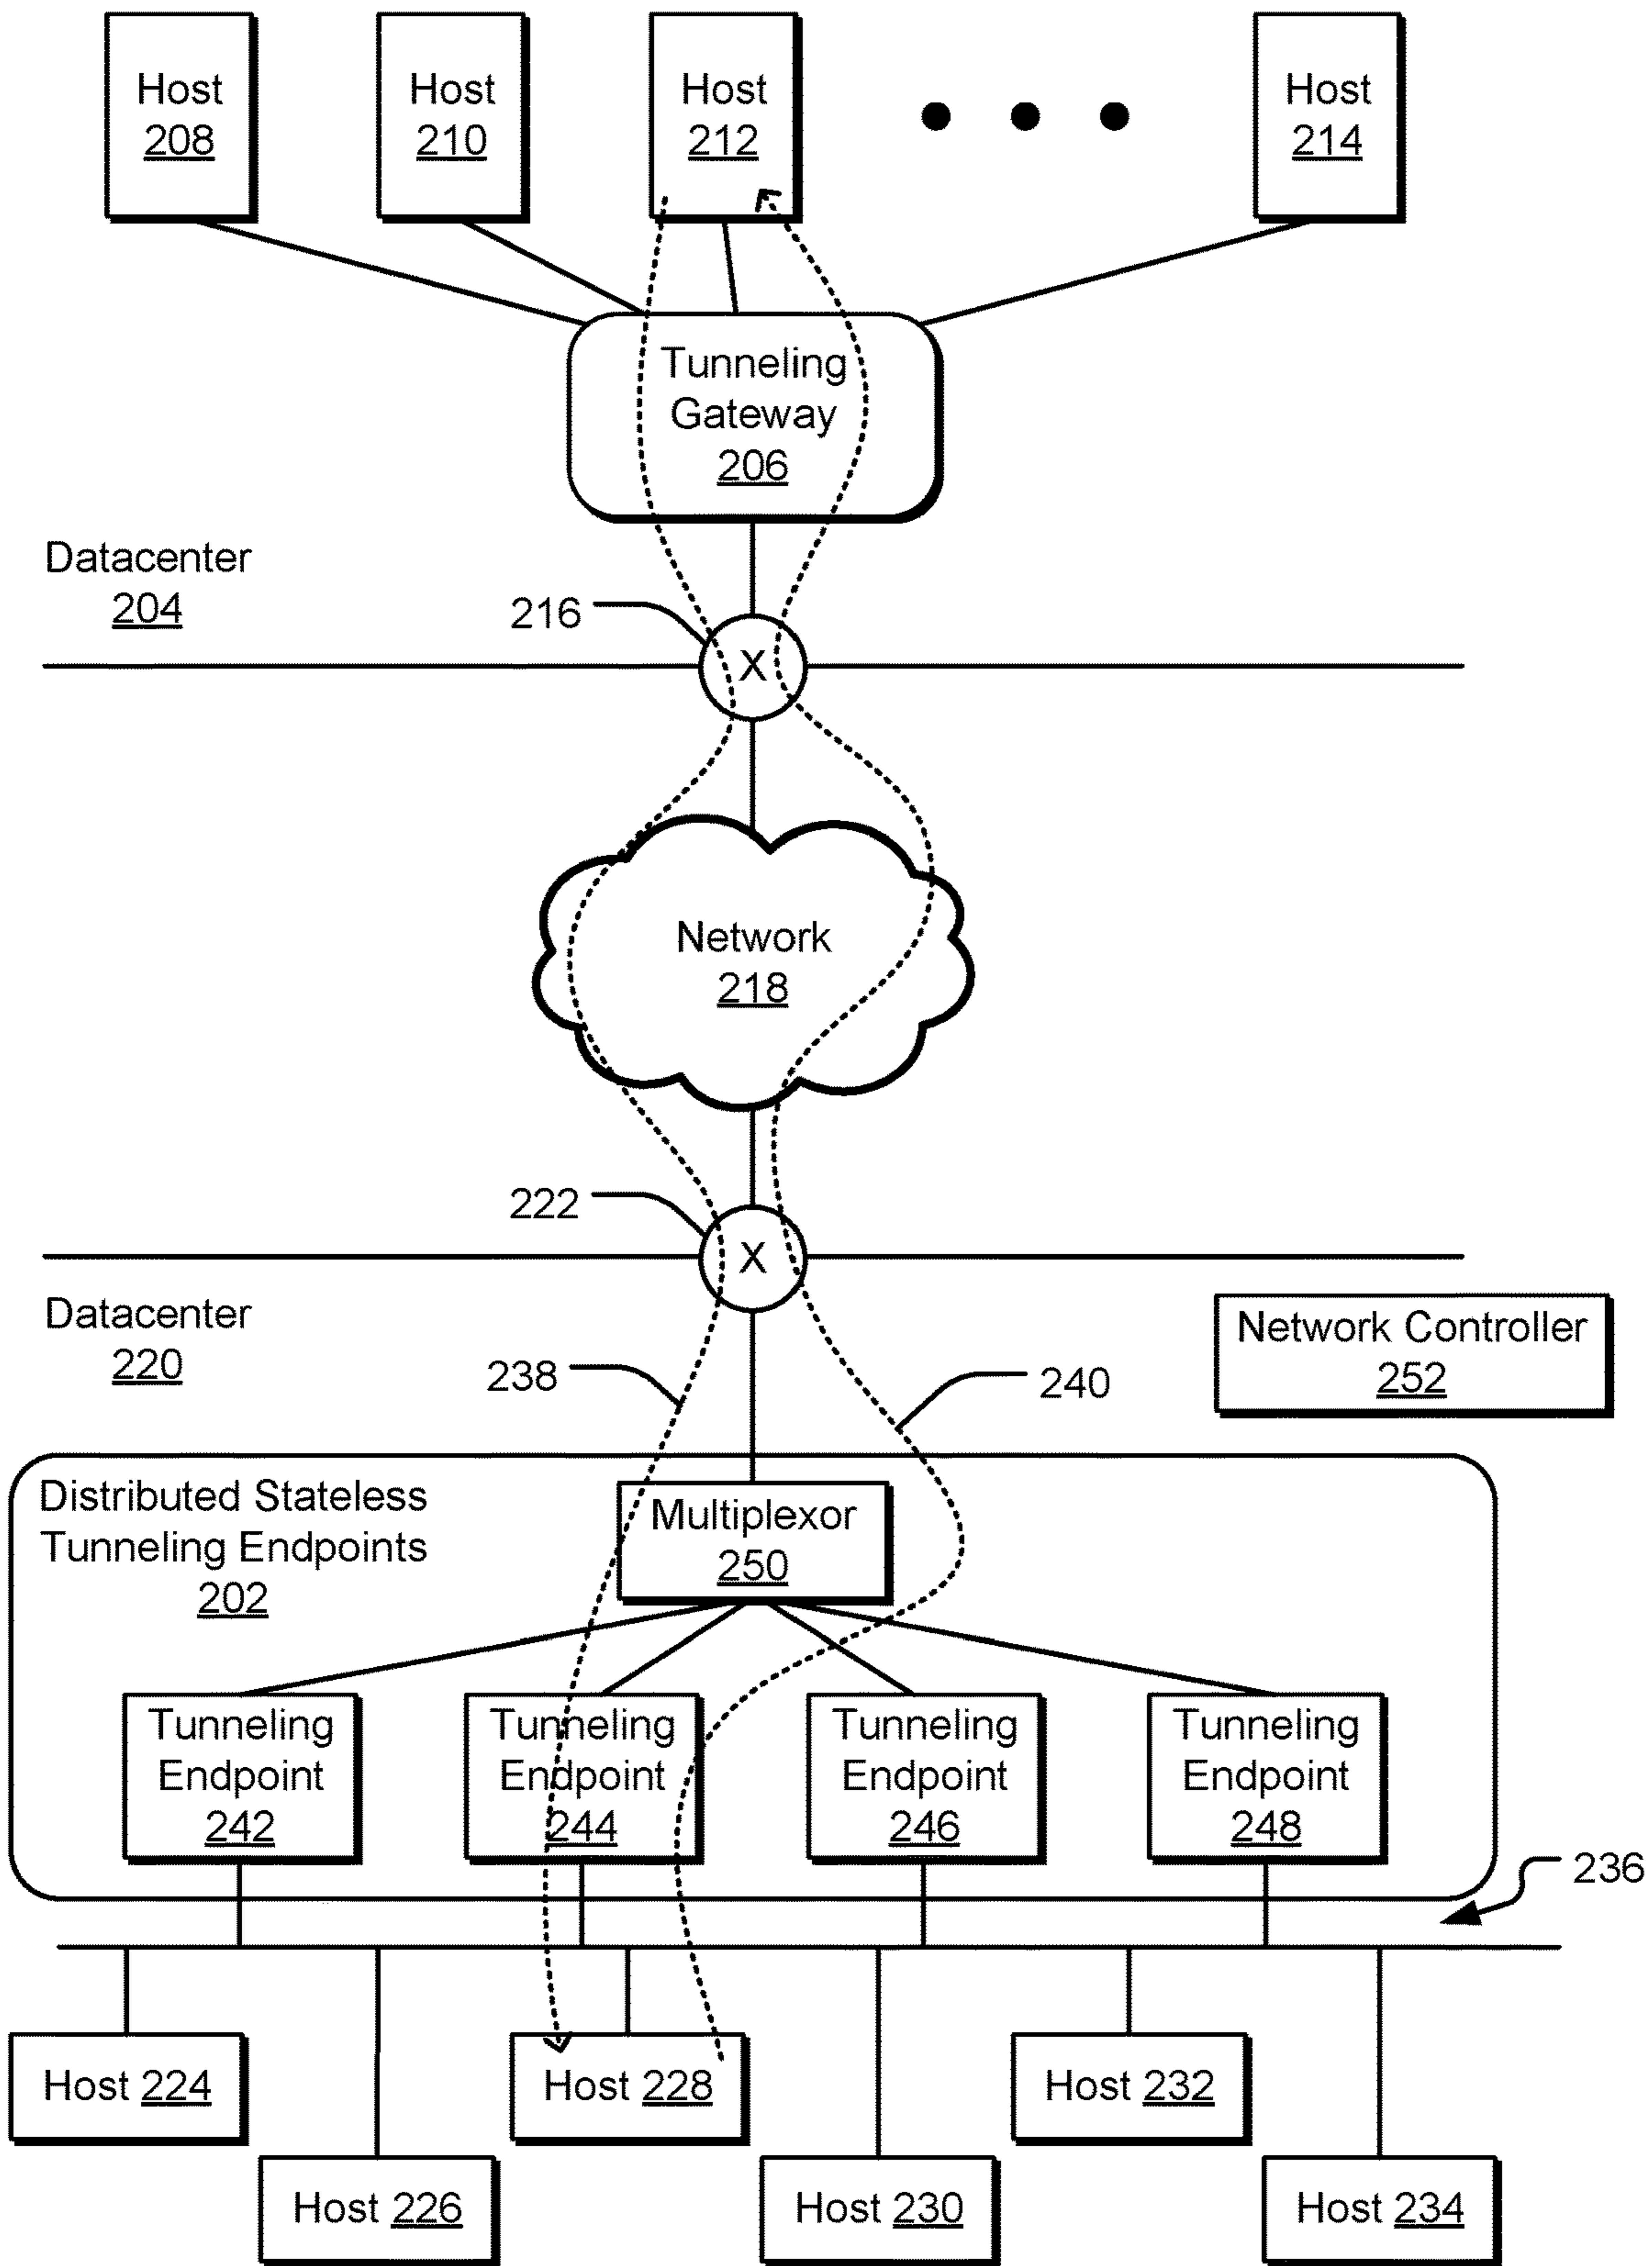 Host
208
Host
210
Host
212
Host
214
Tunneling
Gateway
206
Datacenter
204
216
X
Network
218
222
X
Datacenter
220
Network Controller
252
238
240
Distributed Stateless
Tunneling Endpoints
202
Multiplexor
250
Tunneling
Endpoint
242
Tunneling
Endpoint
244
Tunneling
Endpoint
246
Tunneling
Endpoint
248
236
Host 224
Host 228
Host 232
Host 226
Host 230
Host 234